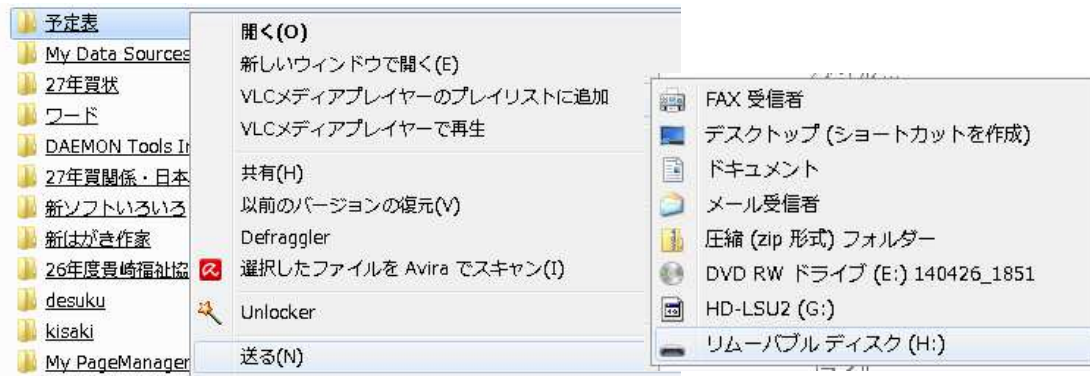 予定表
My Data Sources
27年賀状
ワード
DAEMON Tools I
27年賀関係・日本
新ソフトいろいろ
新はがき作家
26年度貴崎福祉協
desuku
kisaki
My PageManager
開く(O)
新しいウィンドウで開く(E)
VLCメディアプレイヤーのプレイリストに追加
VLCメディアプレイヤーで再生
共有(H)
以前のバージョンの復元(V)
Defraggler
選択したファイルを Avira でスキャン(I)
Unlocker
送る(N)
FAX 受信者
デスクトップ (ショートカットを作成)
ドキュメント
メール受信者
圧縮 (zip 形式) フォルダー
DVD RW ドライブ (E:) 140426_1851
HD-LSU2 (G:)
リムーバブル ディスク (H:)